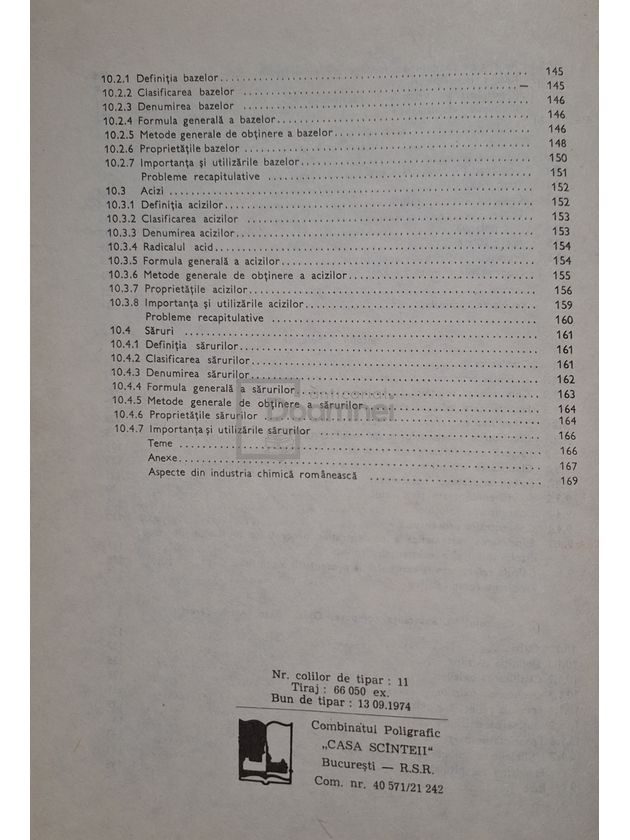 10.2.1 Definiția bazelor 145
10.2.2 Clasificarea bazelor 145
10.2.3 Denumirea bazelor 146
10.2.4 Formula generală a bazelor 146
10.2.5 Metode generale de obținere a bazelor 146
10.2.6 Proprietățile bazelor 148
10.2.7 Importanța și utilizările bazelor 150
Probleme recapitulative 151
10.3 Acizi 152
10.3.1 Definiția acizilor 152
10.3.2 Clasificarea acizilor 153
10.3.3 Denumirea acizilor 153
10.3.4 Radicalul acid 154
10.3.5 Formula generală a acizilor 154
10.3.6 Metode generale de obținere a acizilor 155
10.3.7 Proprietățile acizilor 156
10.3.8 Importanța și utilizările acizilor 159
Probleme recapitulative 160
10.4 Săruri 161
10.4.1 Definiția sărurilor 161
10.4.2 Clasificarea sărurilor 161
10.4.3 Denumirea sărurilor 162
10.4.4 Formula generală a sărurilor 163
10.4.5 Metode generale de obținere a sărurilor 164
10.4.6 Proprietățile sărurilor 164
10.4.7 Importanța și utilizările sărurilor 166
Teme 166
Anexe 167
Aspecte din industria chimică românească 169
Nr. colilor de tipar : 11
Tiraj : 66 050 ex.
Bun de tipar : 13 09.1974
Combinatul Poligrafic
„CASA SCÎNTEII"
București — R.S.R.
Com. nr. 40 571/21 242